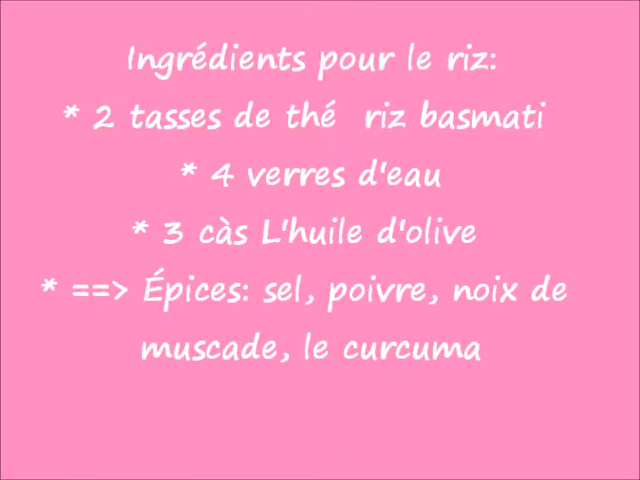 Ingrédients pour le riz:
* 2 tasses de thé riz basmati
* 4 verres d'eau
* 3 càs L'huile d'olive
* ==> Épices: sel, poivre, noix de
muscade, le curcuma